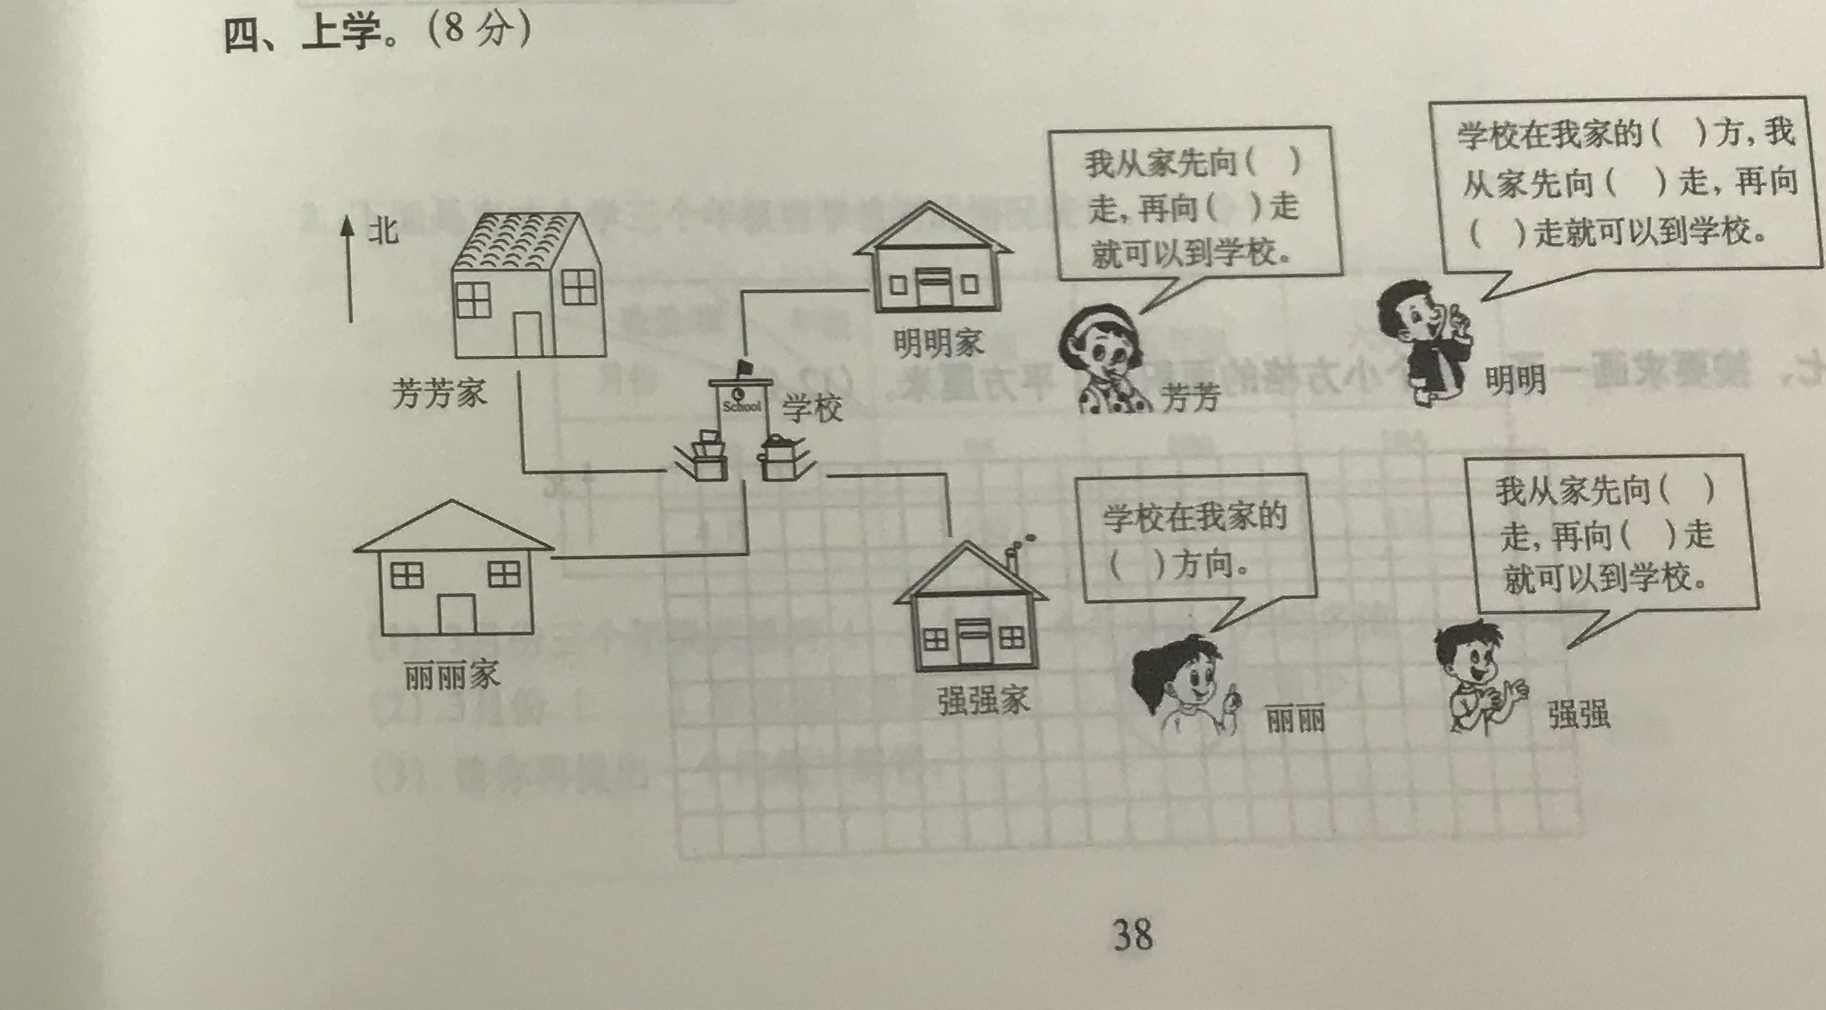 四、上学。(8 分)
北
芳芳家
明明家
School
学校
丽丽家
强强家
我从家先向(　)
走,再向(　)走
就可以到学校。
芳芳
学校在我家的(　)方,我
从家先向(　)走,再向
(　)走就可以到学校。
明明
学校在我家的
(　)方向。
丽丽
我从家先向(　)
走,再向(　)走
就可以到学校。
强强
38